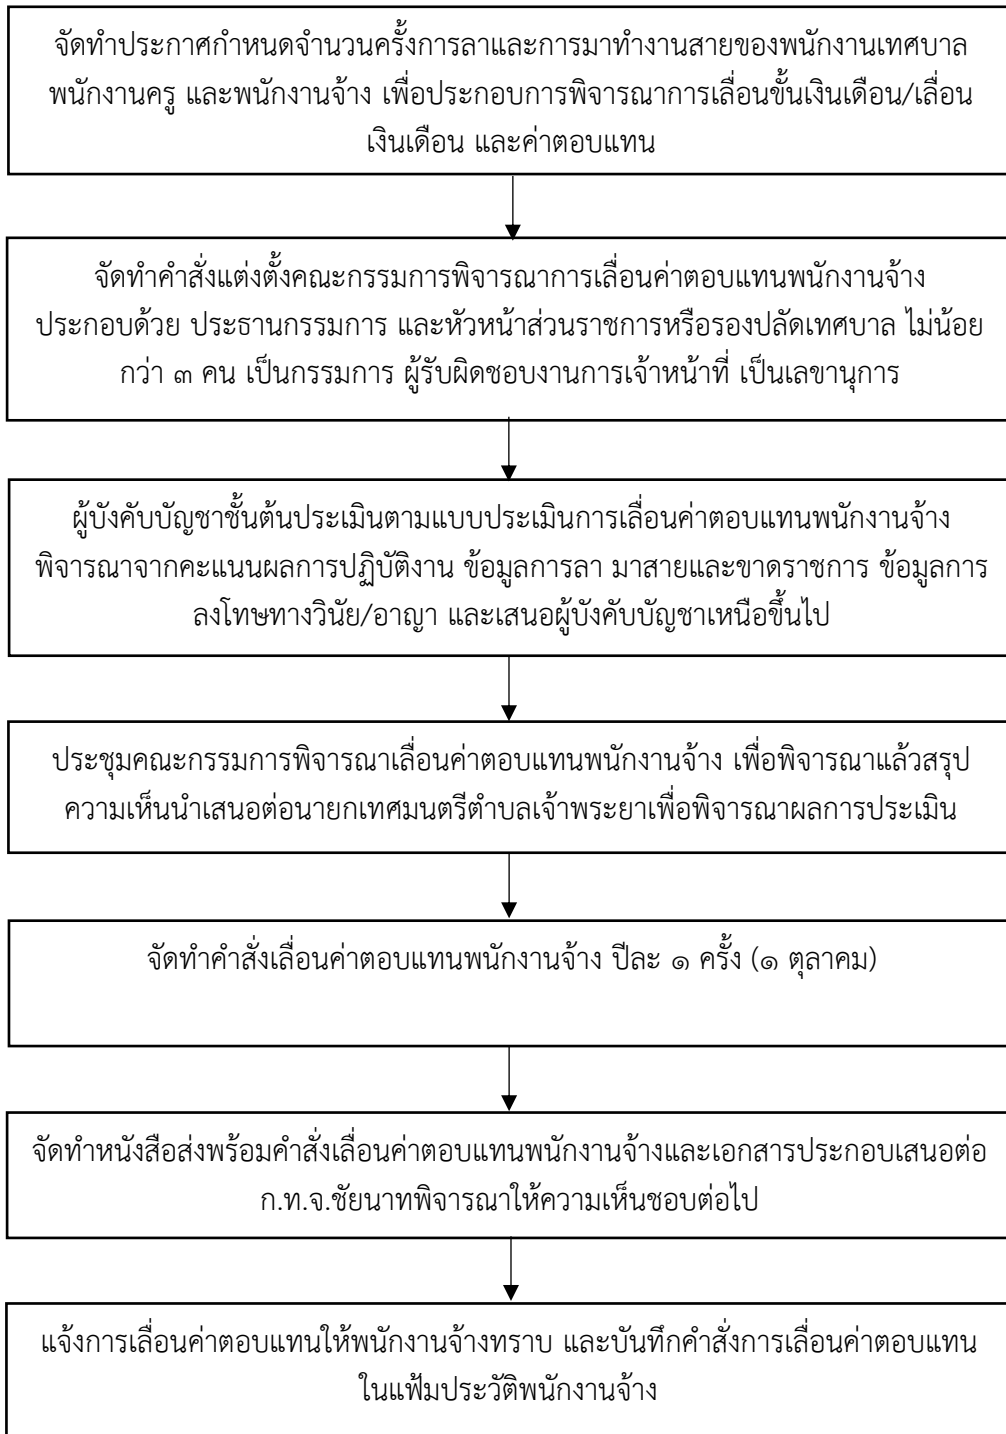 จัดทำประกาศกำหนดจำนวนครั้งการลาและการมาทำงานสายของพนักงานเทศบาล
พนักงานครู และพนักงานจ้าง เพื่อประกอบการพิจารณาการเลื่อนขั้นเงินเดือน/เลื่อน
เงินเดือน และค่าตอบแทน
จัดทำคำสั่งแต่งตั้งคณะกรรมการพิจารณาการเลื่อนค่าตอบแทนพนักงานจ้าง
ประกอบด้วย ประธานกรรมการ และหัวหน้าส่วนราชการหรือรองปลัดเทศบาล ไม่น้อย
กว่า ๓ คน เป็นกรรมการ ผู้รับผิดชอบงานการเจ้าหน้าที่ เป็นเลขานุการ
ผู้บังคับบัญชาชั้นต้นประเมินตามแบบประเมินการเลื่อนค่าตอบแทนพนักงานจ้าง
พิจารณาจากคะแนนผลการปฏิบัติงาน ข้อมูลการลา มาสายและขาดราชการ ข้อมูลการ
ลงโทษทางวินัย/อาญา และเสนอผู้บังคับบัญชาเหนือขึ้นไป
ประชุมคณะกรรมการพิจารณาเลื่อนค่าตอบแทนพนักงานจ้าง เพื่อพิจารณาแล้วสรุป
ความเห็นนำเสนอต่อนายกเทศมนตรีตำบลเจ้าพระยาเพื่อพิจารณาผลการประเมิน
จัดทำคำสั่งเลื่อนค่าตอบแทนพนักงานจ้าง ปีละ ๑ ครั้ง (๑ ตุลาคม)
จัดทำหนังสือส่งพร้อมคำสั่งเลื่อนค่าตอบแทนพนักงานจ้างและเอกสารประกอบเสนอต่อ
ก.ท.จ.ชัยนาทพิจารณาให้ความเห็นชอบต่อไป
แจ้งการเลื่อนค่าตอบแทนให้พนักงานจ้างทราบ และบันทึกคำสั่งการเลื่อนค่าตอบแทน
ในแฟ้มประวัติพนักงานจ้าง